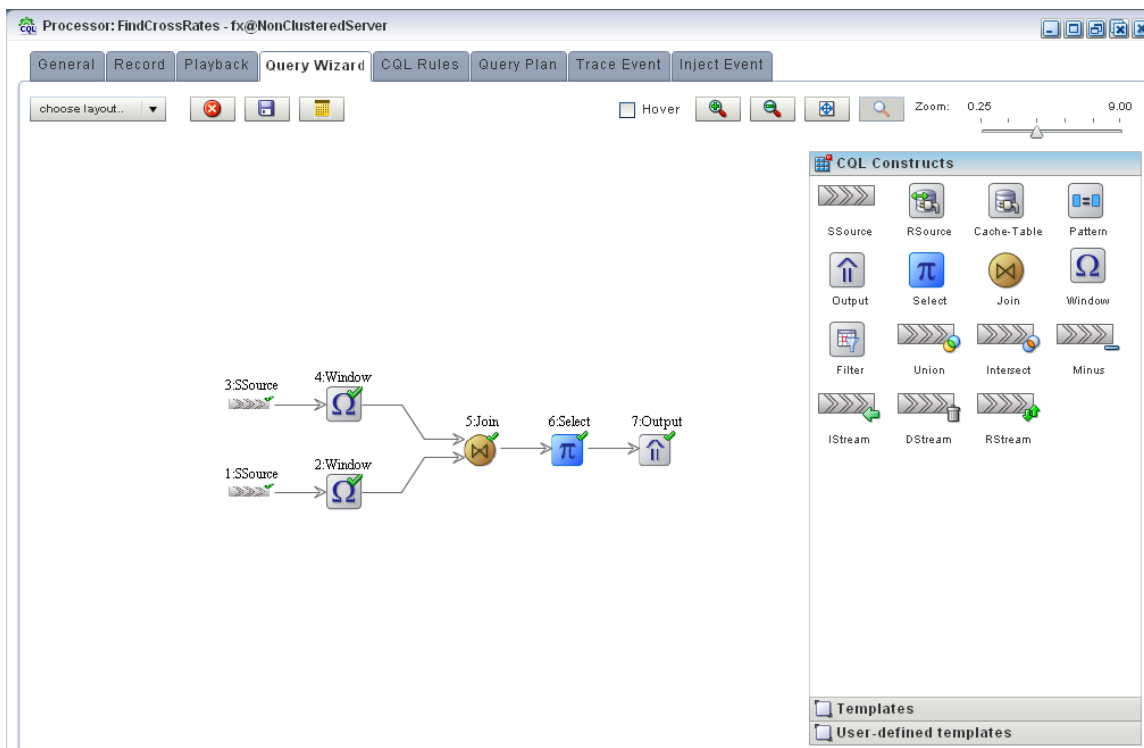 CQL Processor: FindCrossRates - fx@NonClusteredServer
General Record Playback Query Wizard CQL Rules Query Plan Trace Event Inject Event
choose layout.. Hover Zoom: 0.25 9.00
CQL Constructs
SSource RSource Cache-Table Pattern
Output Select Join Window
Filter Union Intersect Minus
IStream DStream RStream
3:SSource 4:Window
5:Join 6:Select 7:Output
1:SSource 2:Window
Templates
User-defined templates